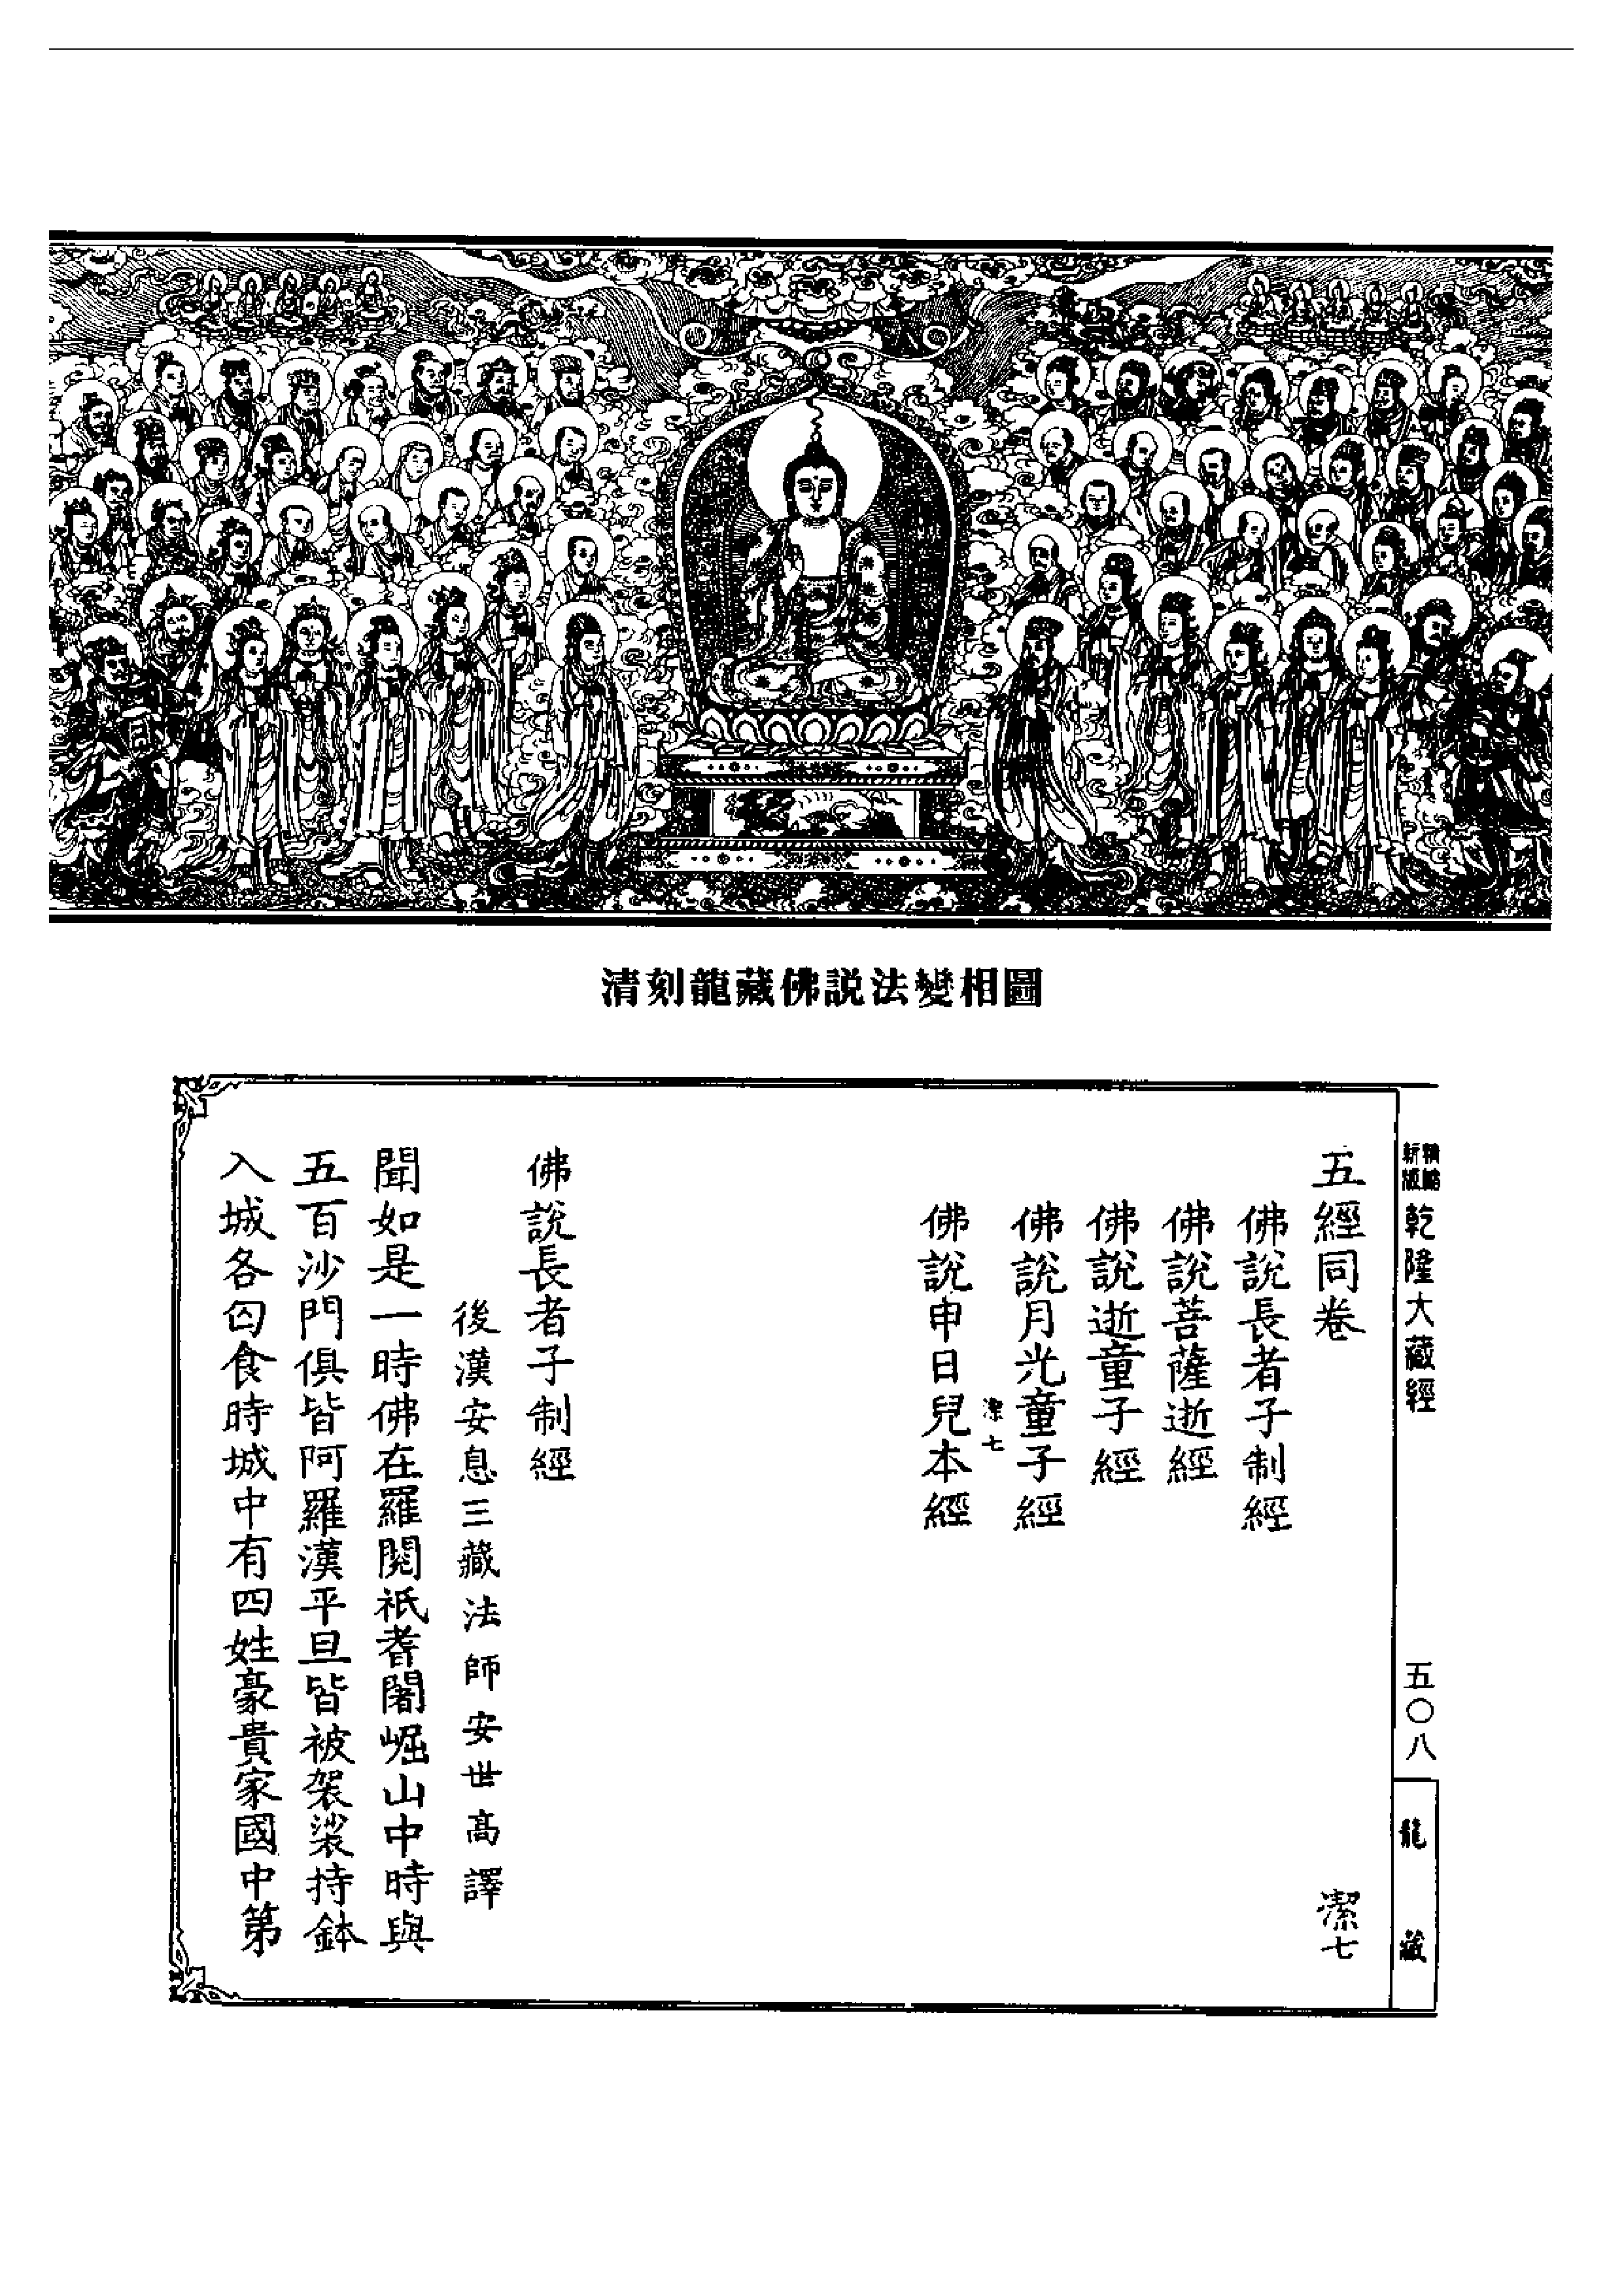 清刻龍藏佛説法變相圖
新版
乾隆大藏經
五〇八
龍藏
五經同卷 潔七
佛說長者子制經
佛說菩薩逝經
佛說逝童子經
佛說月光童子經
潔七
佛說申日兒本經
佛說長者子制經
後漢安息三藏法師安世高譯
聞如是一時佛在羅閱祇耆闍崛山中時與
五百沙門俱皆阿羅漢平旦皆被袈裟持鉢
入城各匃食時城中有四姓豪貴家國中第